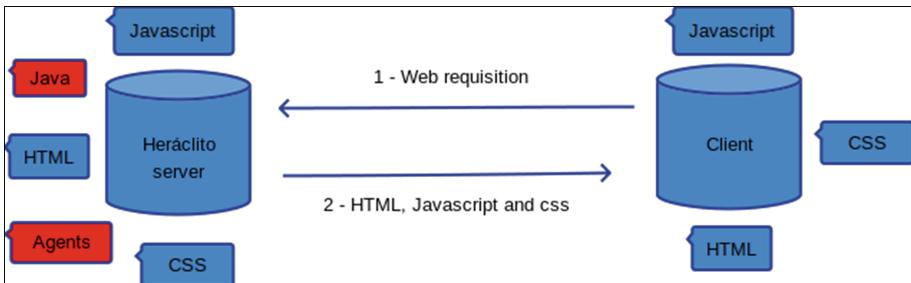 Javascript
Javascript
Java
1 - Web requisition
HTML
Heráclito
server
Client
CSS
2 - HTML, Javascript and css
Agents
CSS
HTML